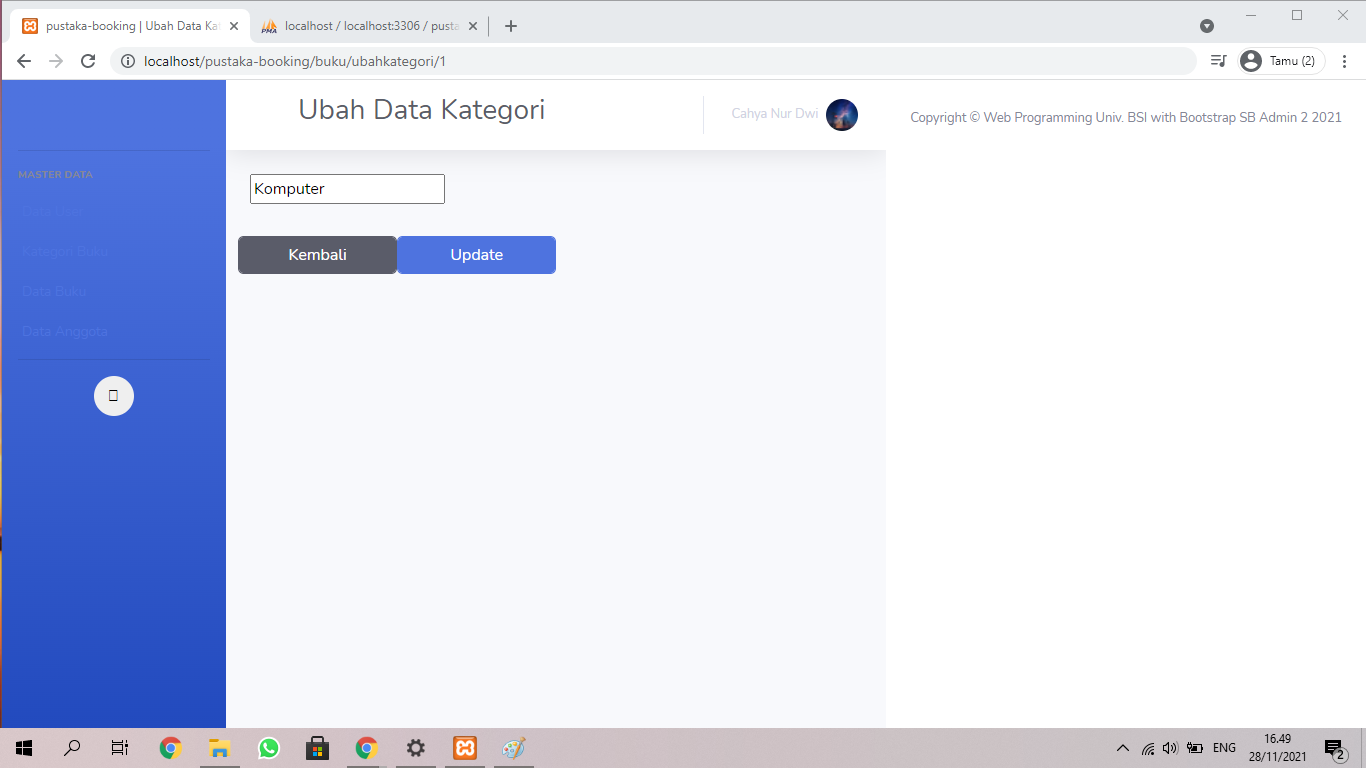 pustaka-booking | Ubah Data Kat
localhost / localhost:3306 / pusta
localhost/pustaka-booking/buku/ubahkategori/1
Tamu (2)
Ubah Data Kategori
Cahya Nur Dwi
Copyright © Web Programming Univ. BSI with Bootstrap SB Admin 2 2021
MASTER DATA
Data User
Kategori Buku
Data Buku
Data Anggota
Komputer
Kembali
Update
ENG
16.49
28/11/2021
2